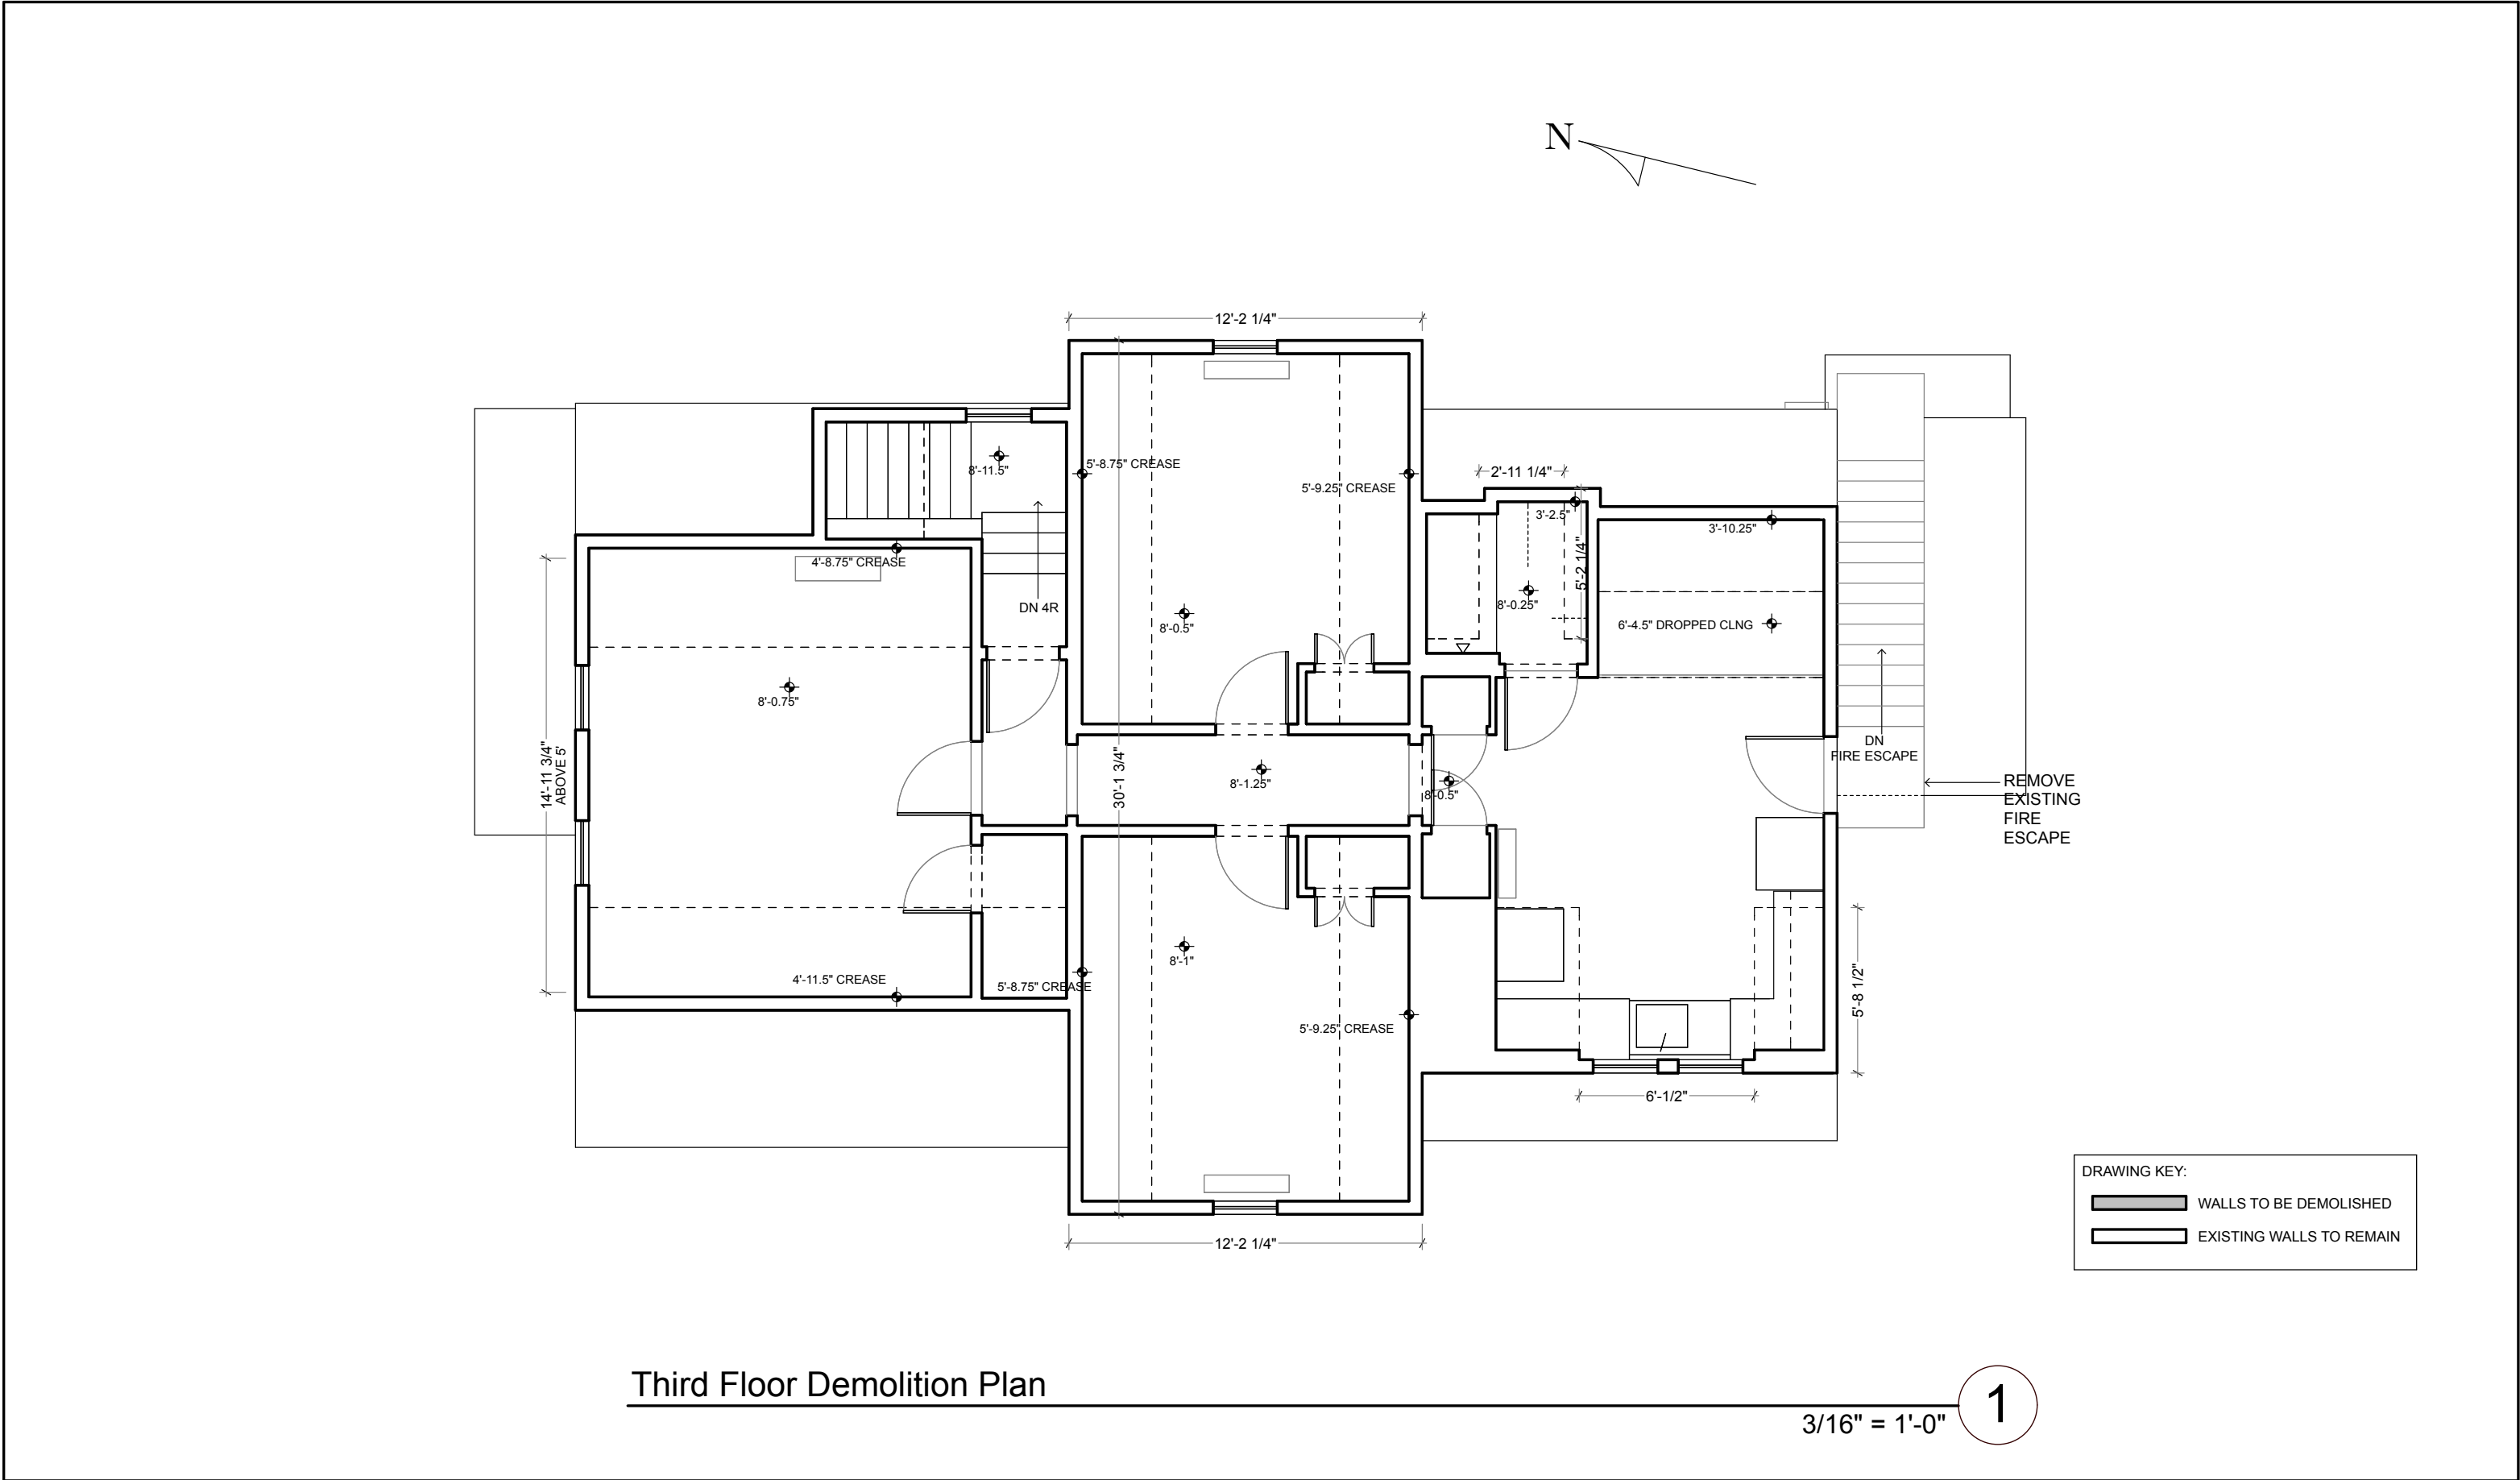 N
12'-2 1/4"
8'-11.5"
5'-8.75" CREASE
5'-9.25" CREASE
2'-11 1/4"
3'-2.5"
3'-10.25"
5'-2 1/4"
4'-8.75" CREASE
DN 4R
8'-0.5"
8'-0.25"
6'-4.5" DROPPED CLNG
8'-0.75"
14'-11 3/4"
ABOVE 5'
30'-1 3/4"
8'-1.25"
8'-0.5"
DN
FIRE ESCAPE
REMOVE
EXISTING
FIRE
ESCAPE
8'-1"
4'-11.5" CREASE
5'-8.75" CREASE
5'-9.25" CREASE
5'-8 1/2"
6'-1/2"
12'-2 1/4"
DRAWING KEY:
WALLS TO BE DEMOLISHED
EXISTING WALLS TO REMAIN
Third Floor Demolition Plan
3/16" = 1'-0"
1